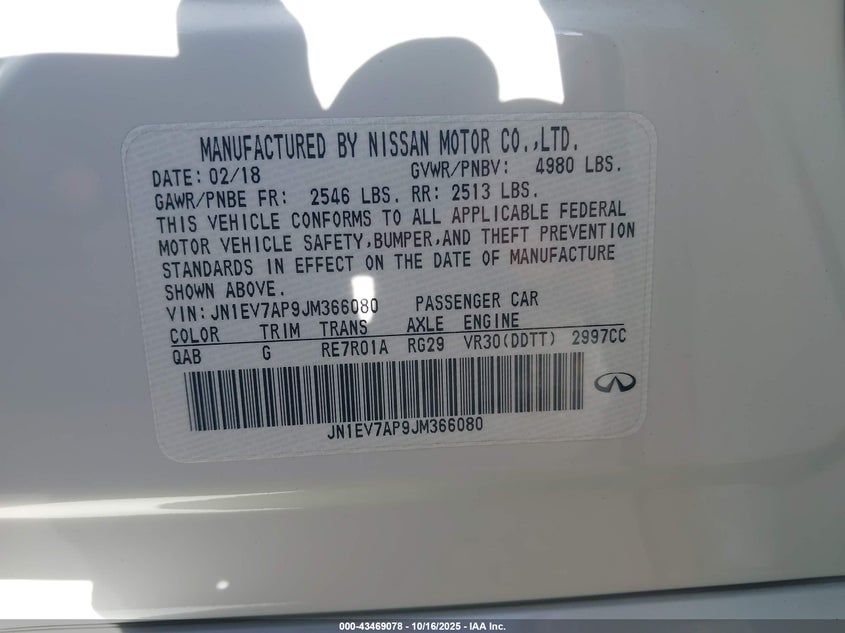 MANUFACTURED BY NISSAN MOTOR CO.,LTD.
DATE: 02/18 GVWR/PNBV: 4980 LBS.
GAWR/PNBE FR: 2546 LBS. RR: 2513 LBS.
THIS VEHICLE CONFORMS TO ALL APPLICABLE FEDERAL
MOTOR VEHICLE SAFETY,BUMPER,AND THEFT PREVENTION
STANDARDS IN EFFECT ON THE DATE OF MANUFACTURE
SHOWN ABOVE.
VIN: JN1EV7AP9JM366080 PASSENGER CAR
COLOR TRIM TRANS AXLE ENGINE
QAB G RE7R01A RG29 VR30(DDTT) 2997CC
JN1EV7AP9JM366080
000-43469078 - 10/16/2025 - IAA Inc.